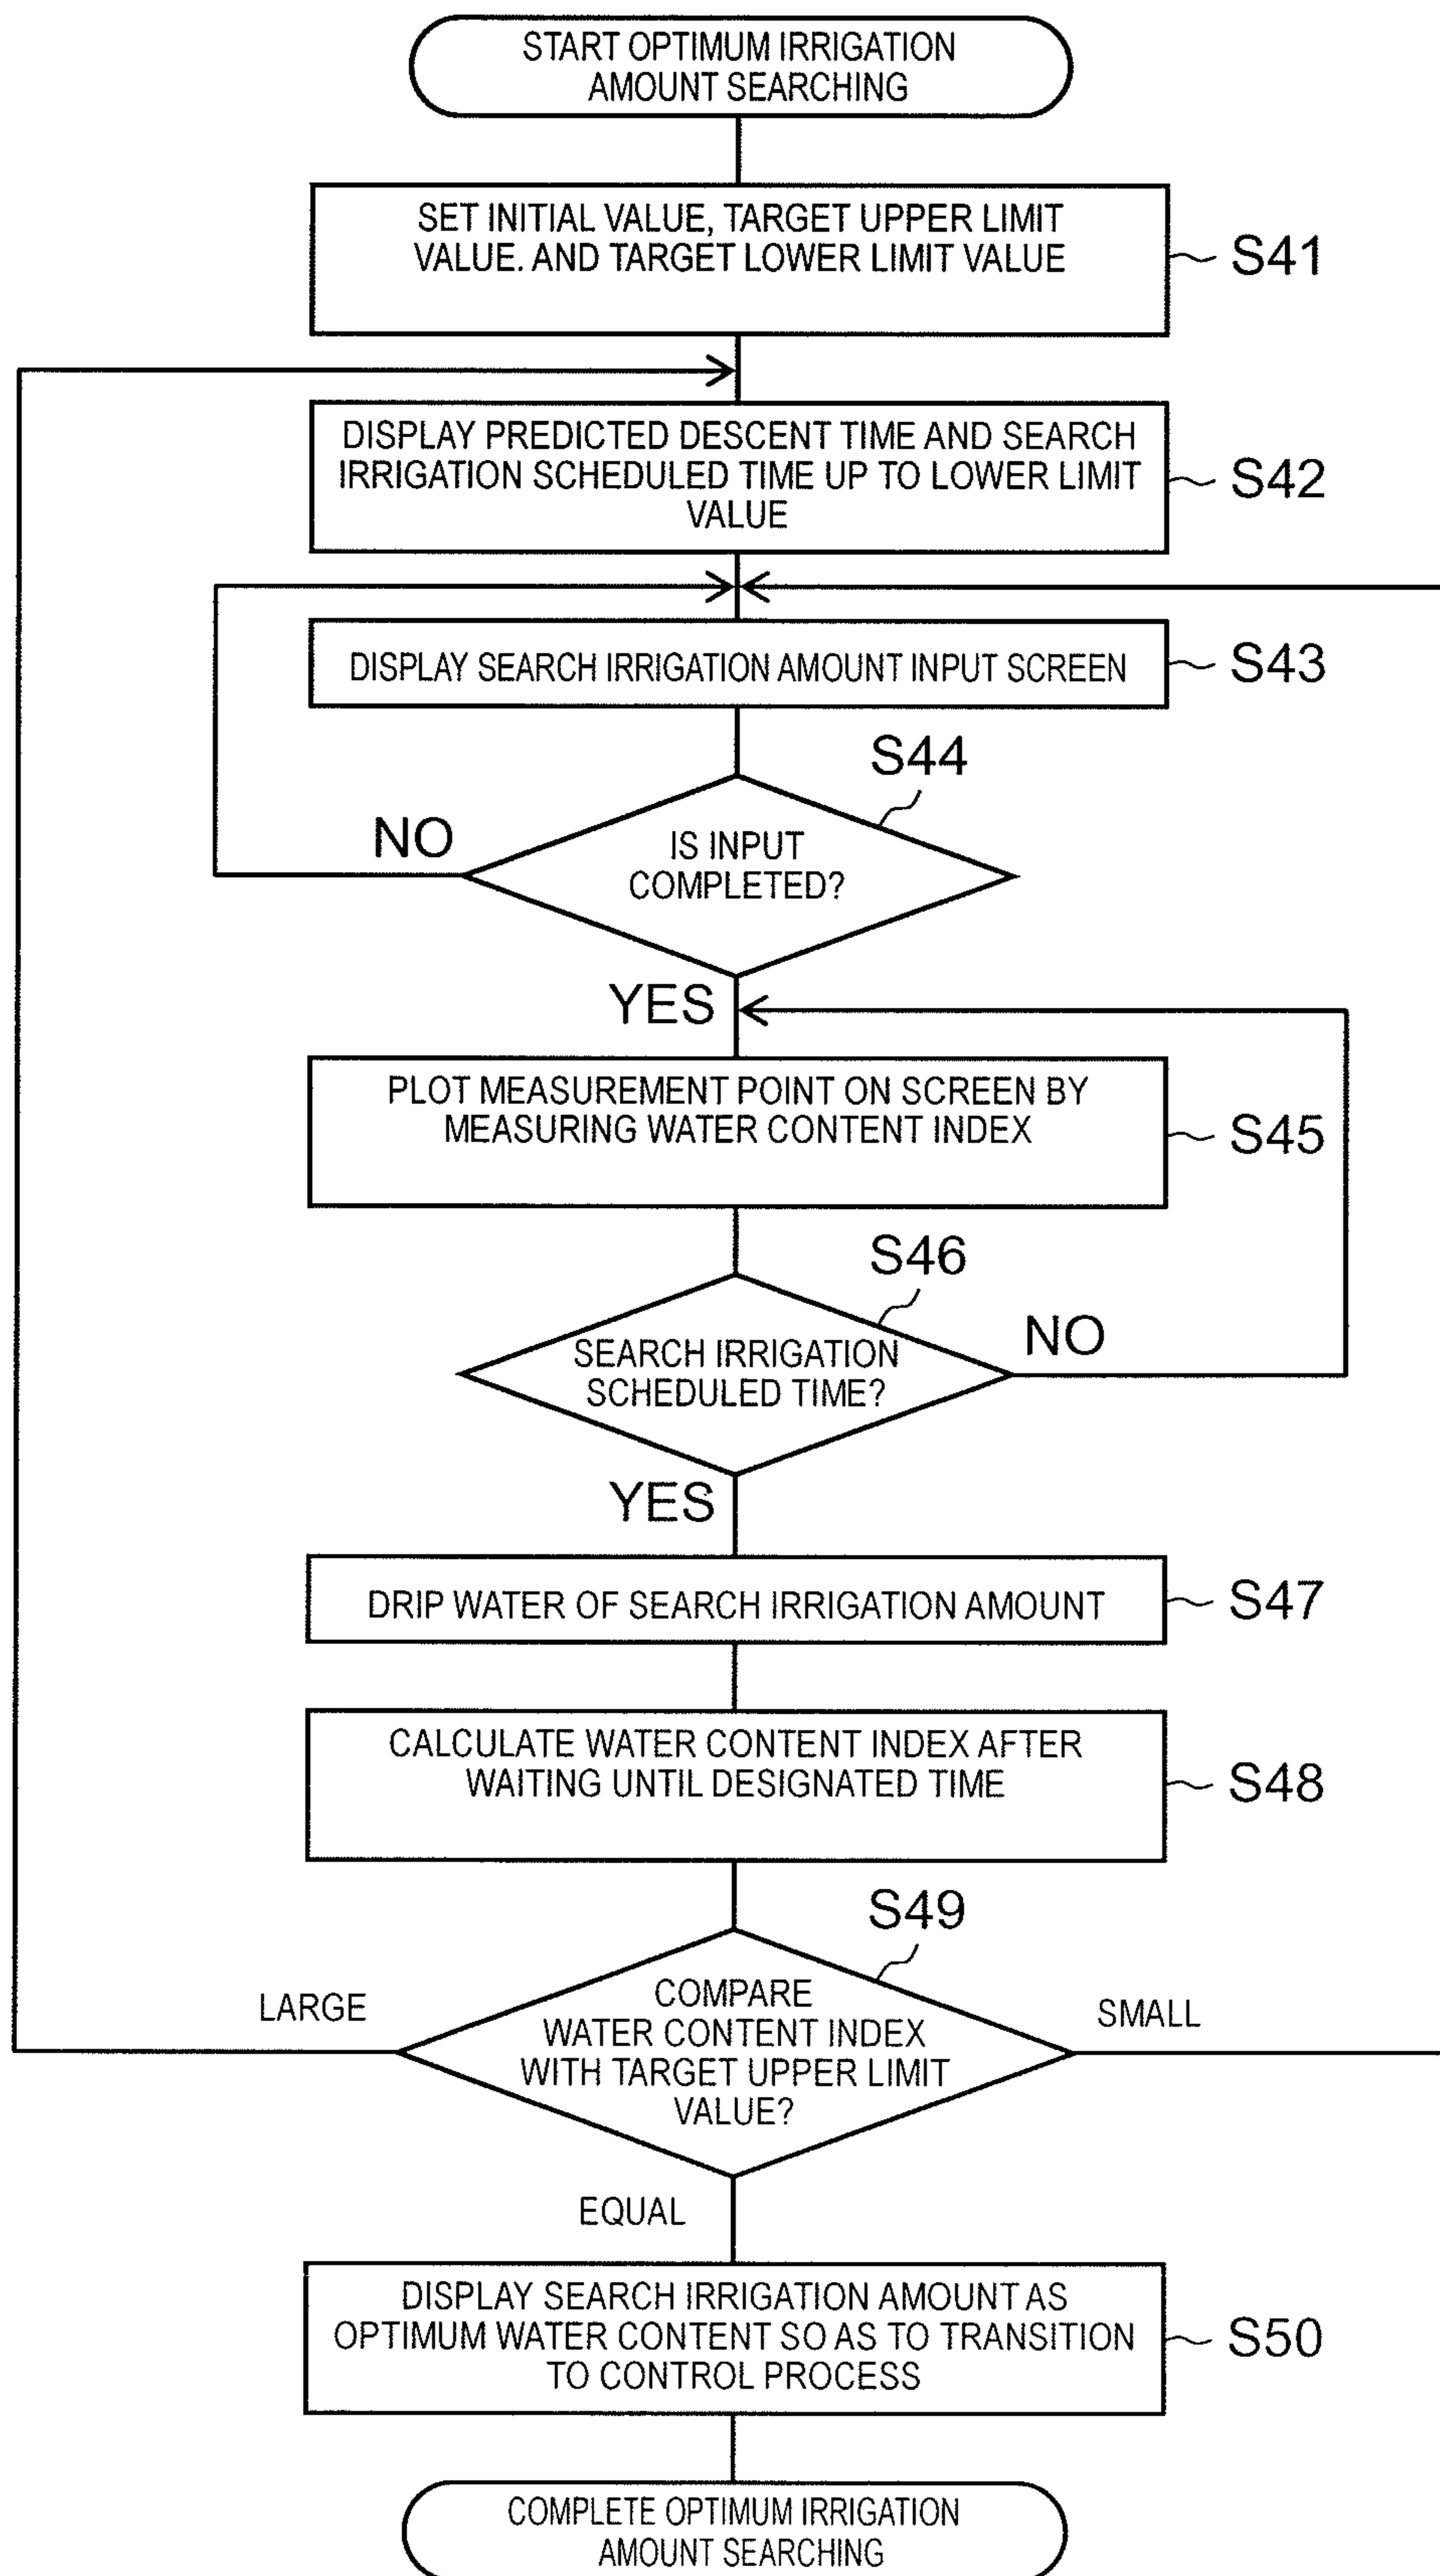 START OPTIMUM IRRIGATION
AMOUNT SEARCHING
SET INITIAL VALUE, TARGET UPPER LIMIT
VALUE. AND TARGET LOWER LIMIT VALUE
S41
DISPLAY PREDICTED DESCENT TIME AND SEARCH
IRRIGATION SCHEDULED TIME UP TO LOWER LIMIT
VALUE
S42
DISPLAY SEARCH IRRIGATION AMOUNT INPUT SCREEN
S43
S44
NO
IS INPUT
COMPLETED?
YES
PLOT MEASUREMENT POINT ON SCREEN BY
MEASURING WATER CONTENT INDEX
S45
S46
SEARCH IRRIGATION
SCHEDULED TIME?
NO
YES
DRIP WATER OF SEARCH IRRIGATION AMOUNT
S47
CALCULATE WATER CONTENT INDEX AFTER
WAITING UNTIL DESIGNATED TIME
S48
S49
LARGE
COMPARE
WATER CONTENT INDEX
WITH TARGET UPPER LIMIT
VALUE?
SMALL
EQUAL
DISPLAY SEARCH IRRIGATION AMOUNT AS
OPTIMUM WATER CONTENT SO AS TO TRANSITION
TO CONTROL PROCESS
S50
COMPLETE OPTIMUM IRRIGATION
AMOUNT SEARCHING